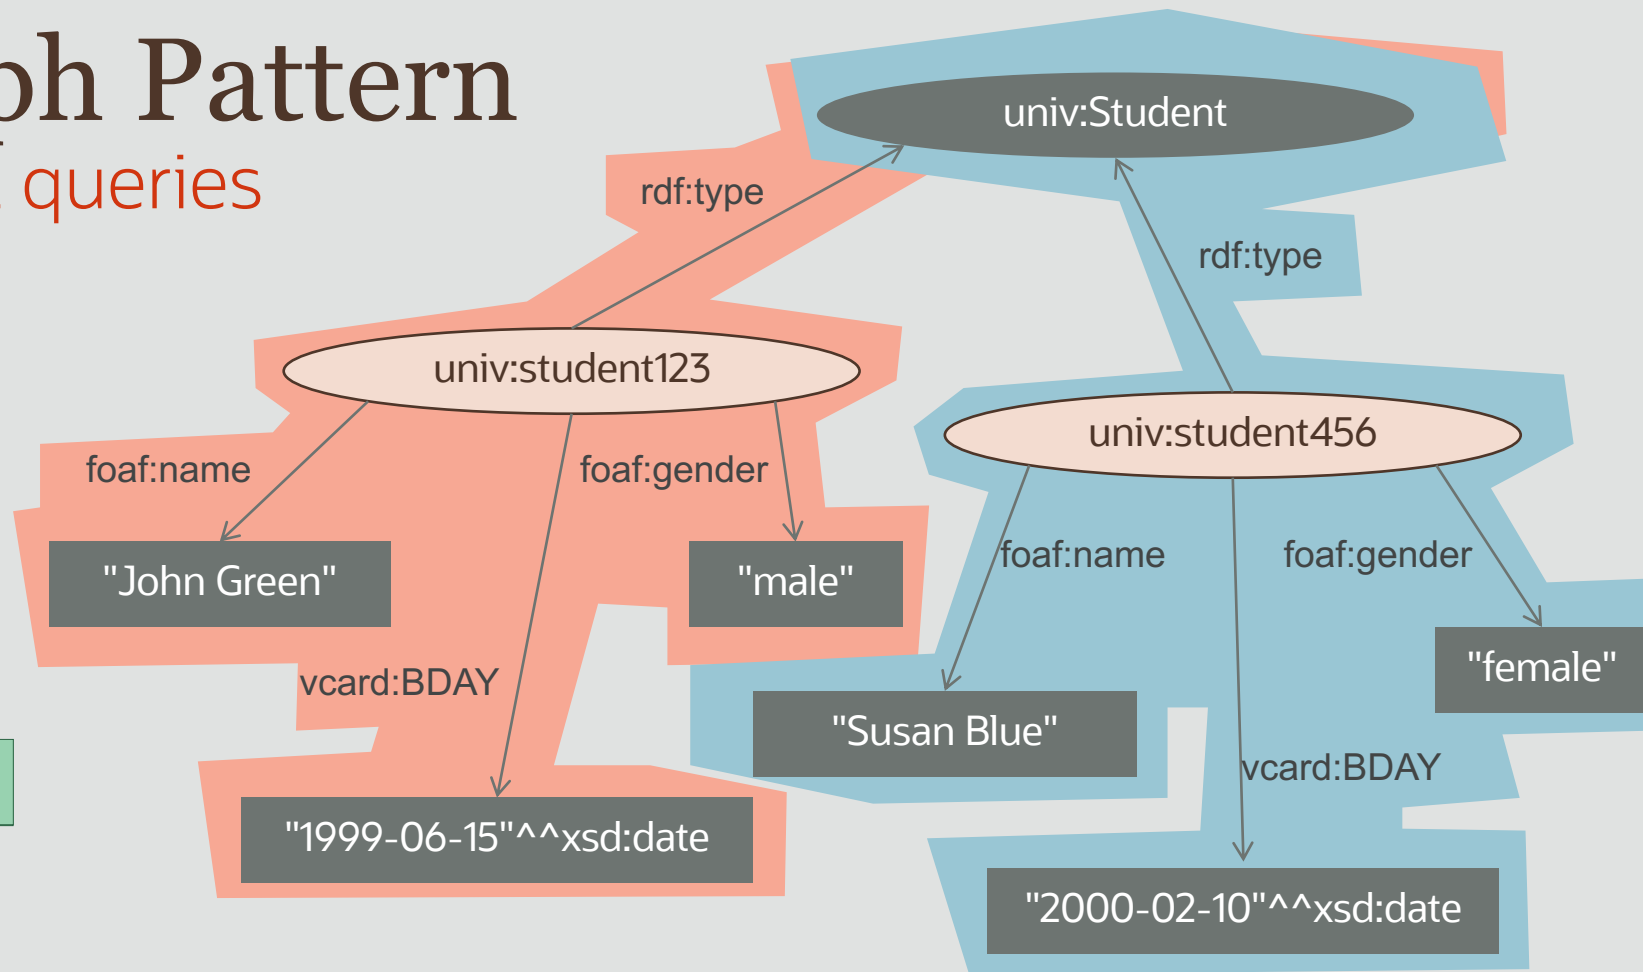 ph Pattern
queries
univ:Student
rdf:type
rdf:type
univ:student123
univ:student456
foaf:name
foaf:gender
foaf:name
foaf:gender
"John Green"
"male"
"female"
vcard:BDAY
"Susan Blue"
vcard:BDAY
"1999-06-15"^^xsd:date
"2000-02-10"^^xsd:date